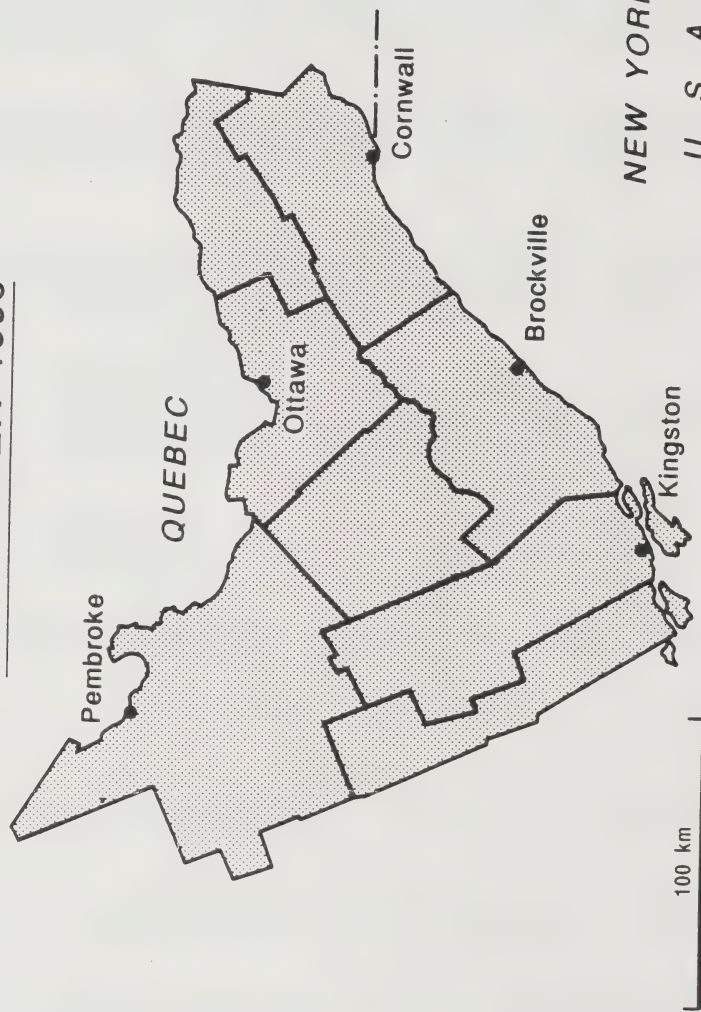 QUEBEC
Pembroke
Ottawa
Cornwall
Brockville
Kingston
NEW YORK
U. S. A.
100 km